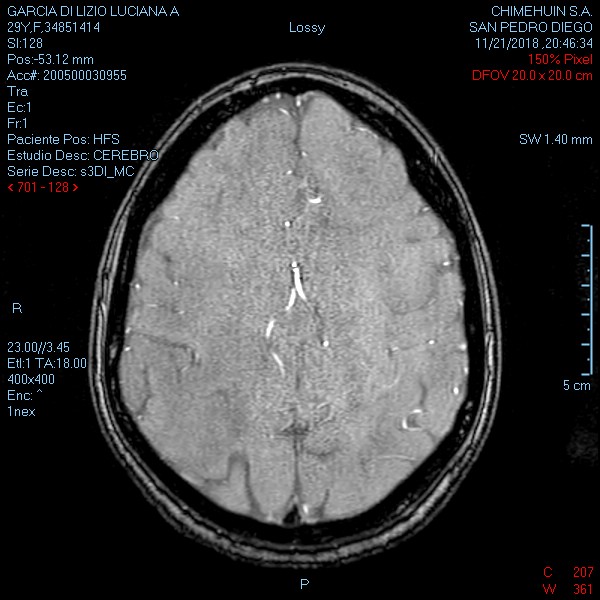 GARCIA DI LIZIO LUCIANA A
29Y,F,34851414
Sl:128
Pos:-53.12 mm
Acc#: 200500030955
Tra
Ec:1
Fr:1
Paciente Pos: HFS
Estudio Desc: CEREBRO
Serie Desc: s3DI_MC
< 701 - 128 >
Lossy
CHIMEHUIN S.A.
SAN PEDRO DIEGO
11/21/2018 ,20:46:34
150% Pixel
DFOV 20.0 x 20.0 cm
SW 1.40 mm
R
23.00//3.45
Etl:1 TA:18.00
400x400
Enc: ^
1nex
5 cm
P
C 207
W 361